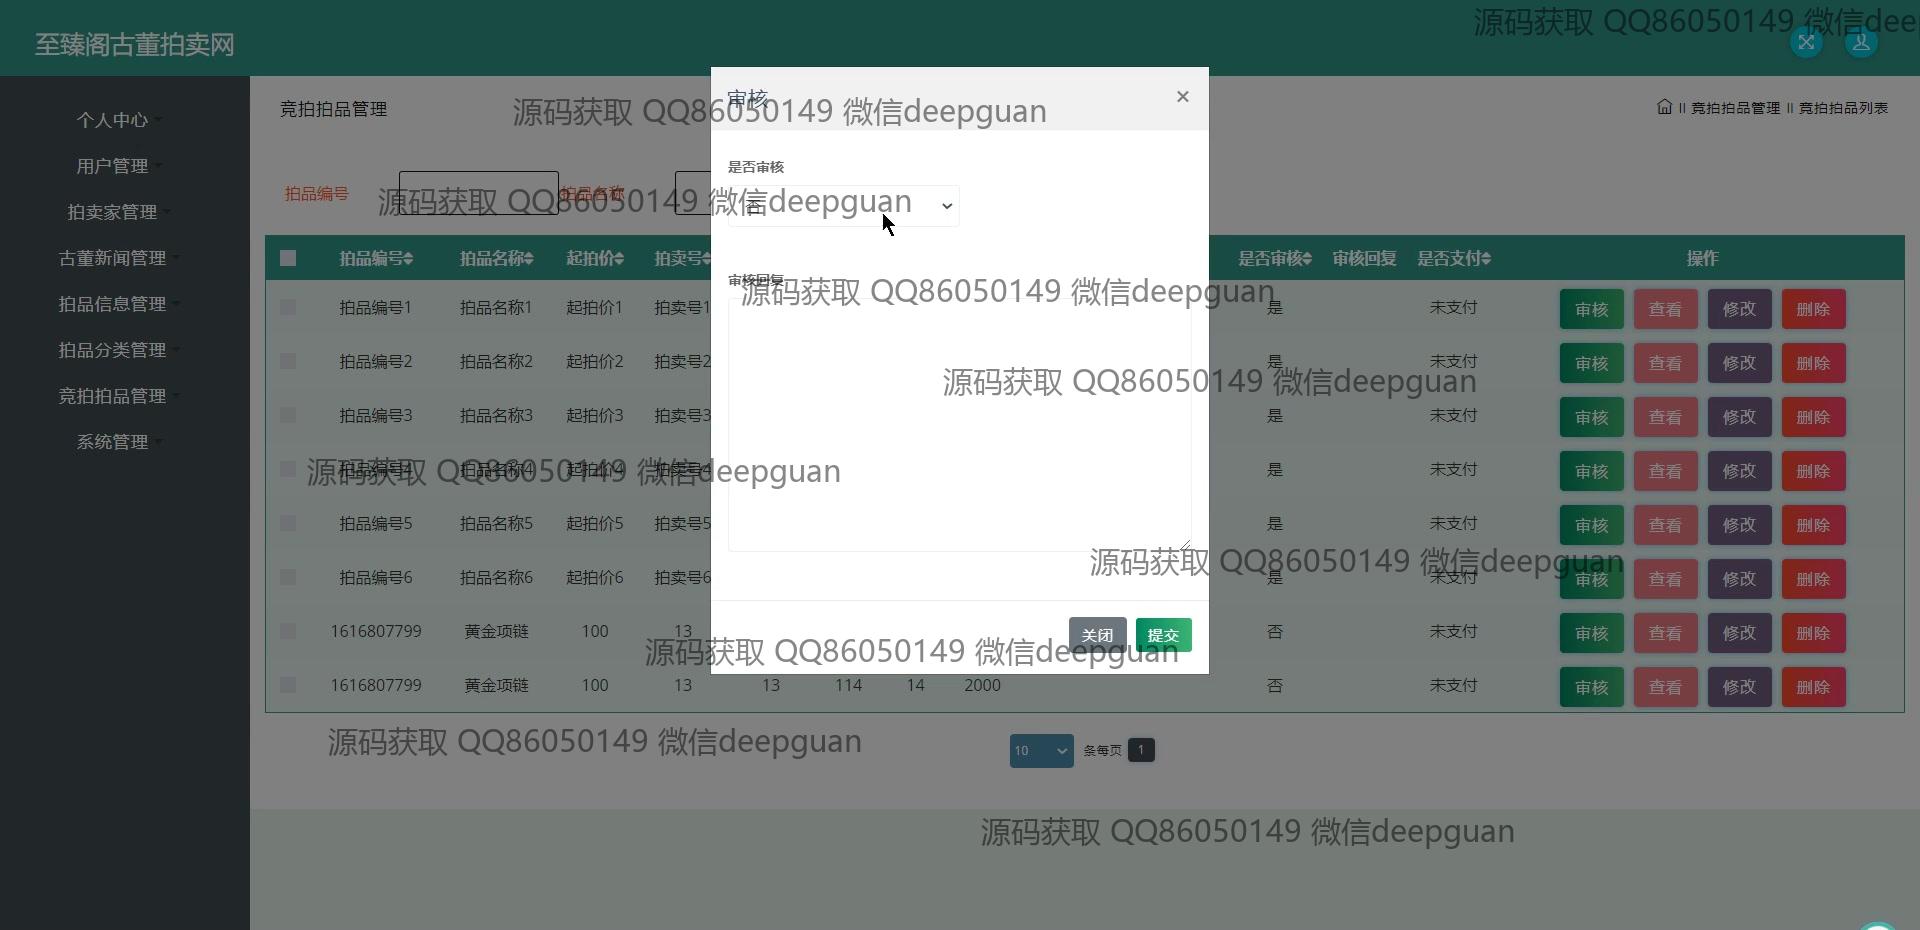 至臻阁古董拍卖网
源码获取 QQ86050149 微信deep
个人中心
用户管理
拍卖家管理
古董新闻管理
拍品信息管理
拍品分类管理
竞拍拍品管理
系统管理
竞拍拍品管理
II 竞拍拍品管理 II 竞拍拍品列表
源码获取 QQ86050149 微信deepguan
拍品编号
拍品名称
源码获取 QQ86050149 微信deepguan
拍品编号 拍品名称 起拍价 拍卖号 是否审核 审核回复 是否支付 操作
拍品编号1 拍品名称1 起拍价1 拍卖号1 是 未支付 审核 查看 修改 删除
拍品编号2 拍品名称2 起拍价2 拍卖号2 是 未支付 审核 查看 修改 删除
拍品编号3 拍品名称3 起拍价3 拍卖号3 是 未支付 审核 查看 修改 删除
拍品编号4 拍品名称4 起拍价4 拍卖号4 是 未支付 审核 查看 修改 删除
拍品编号5 拍品名称5 起拍价5 拍卖号5 是 未支付 审核 查看 修改 删除
拍品编号6 拍品名称6 起拍价6 拍卖号6 是 未支付 审核 查看 修改 删除
1616807799 黄金项链 100 13 否 未支付 审核 查看 修改 删除
1616807799 黄金项链 100 13 13 114 14 2000 否 未支付 审核 查看 修改 删除
10 条每页 1
审核 ×
是否审核
否
审核回复
源码获取 QQ86050149 微信deepguan
源码获取 QQ86050149 微信deepguan
源码获取 QQ86050149 微信deepguan
源码获取 QQ86050149 微信deepguan
关闭 提交
源码获取 QQ86050149 微信deepguan
源码获取 QQ86050149 微信deepguan
源码获取 QQ86050149 微信deepguan